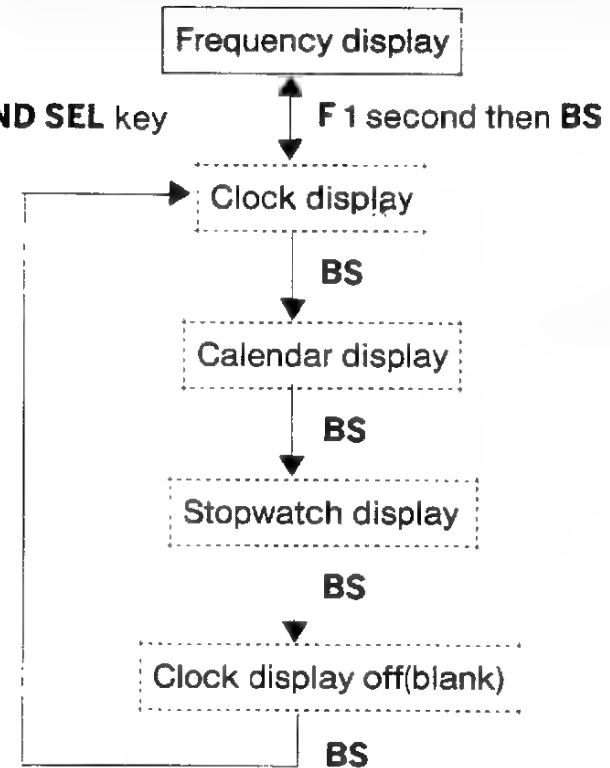 Frequency display
ND SEL key F 1 second then BS
Clock display
BS
Calendar display
BS
Stopwatch display
BS
Clock display off(blank)
BS